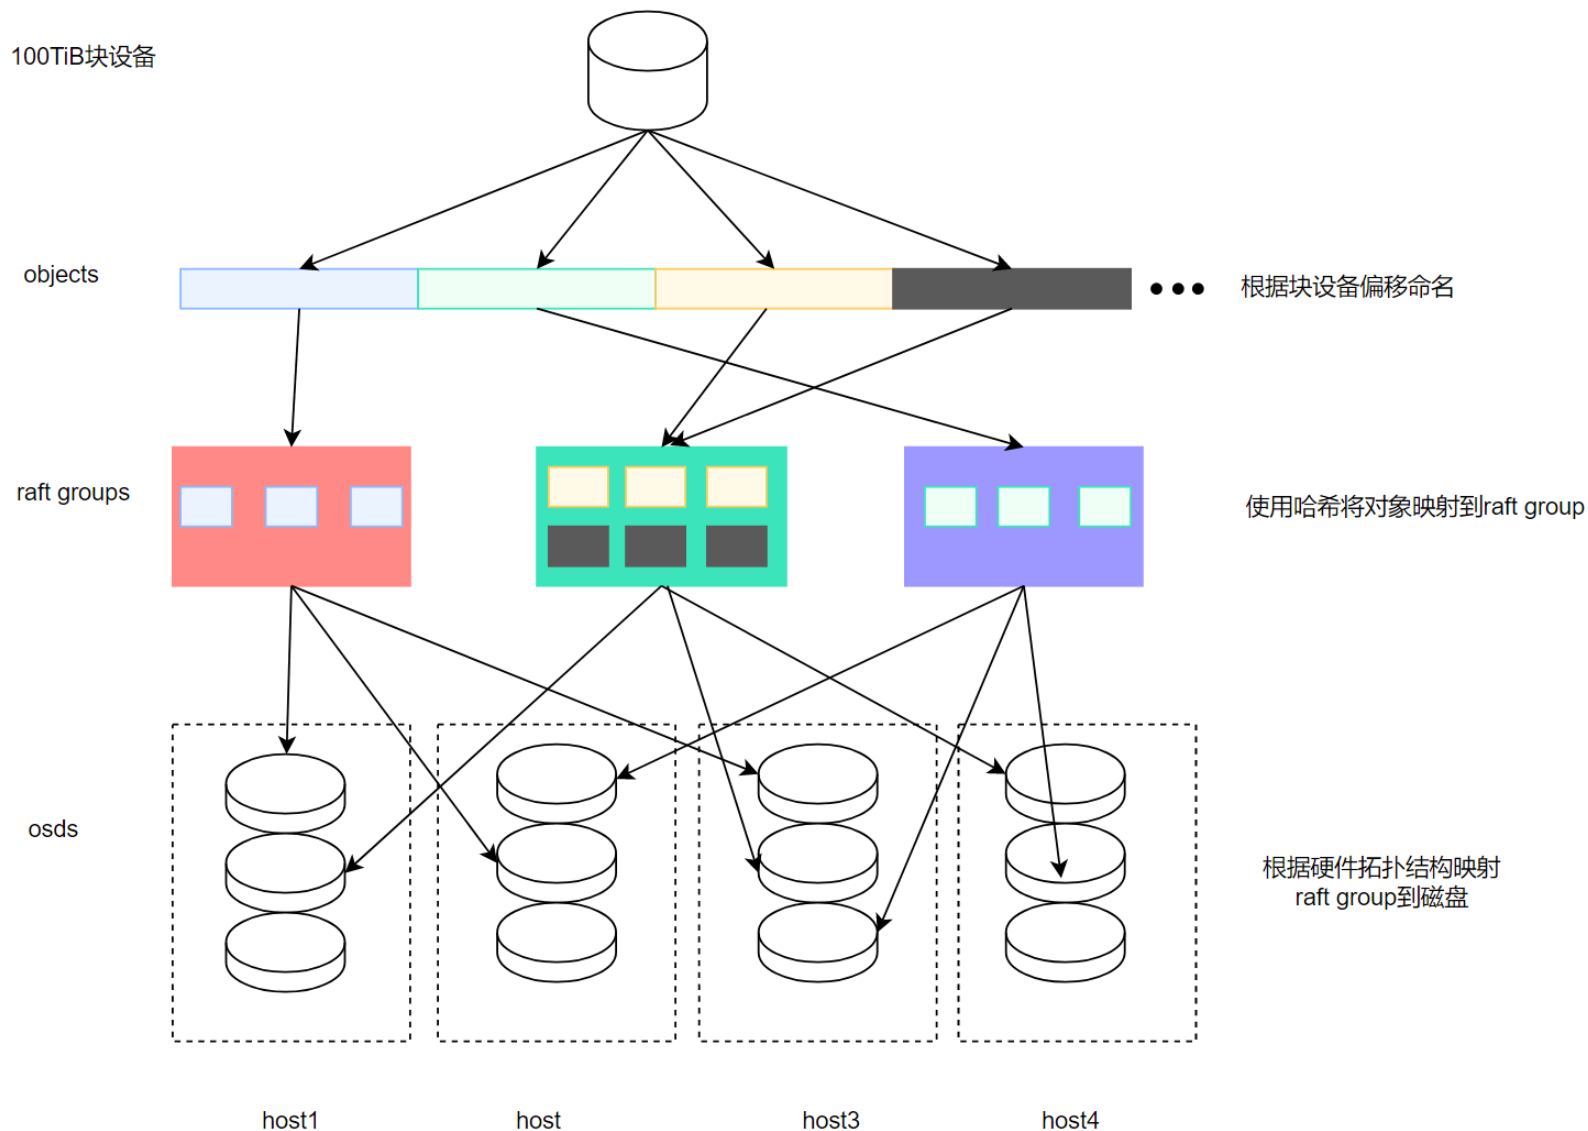 100TiB块设备
objects
根据块设备偏移命名
raft groups
使用哈希将对象映射到raft group
osds
根据硬件拓扑结构映射
raft group到磁盘
host1
host
host3
host4